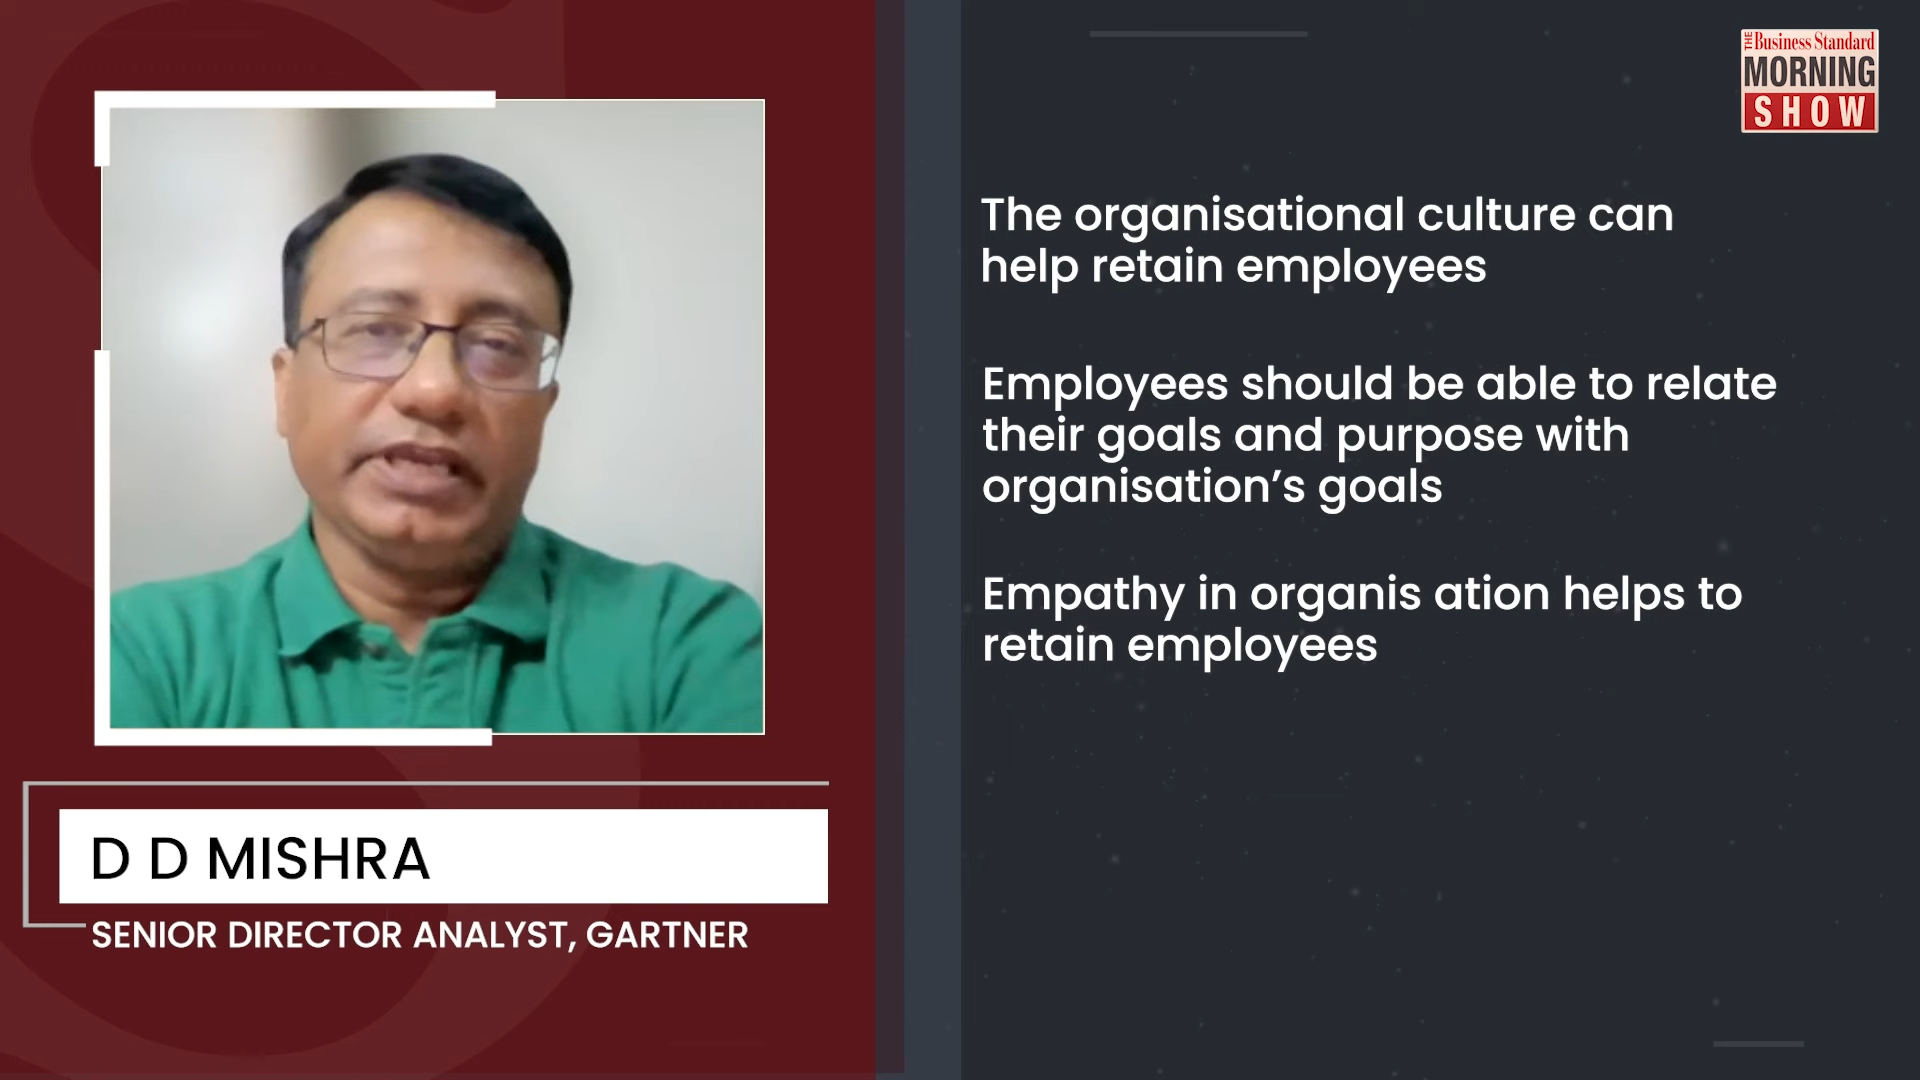 THE Business Standard
MORNING
SHOW
The organisational culture can
help retain employees
Employees should be able to relate
their goals and purpose with
organisation’s goals
Empathy in organis ation helps to
retain employees
D D MISHRA
SENIOR DIRECTOR ANALYST, GARTNER